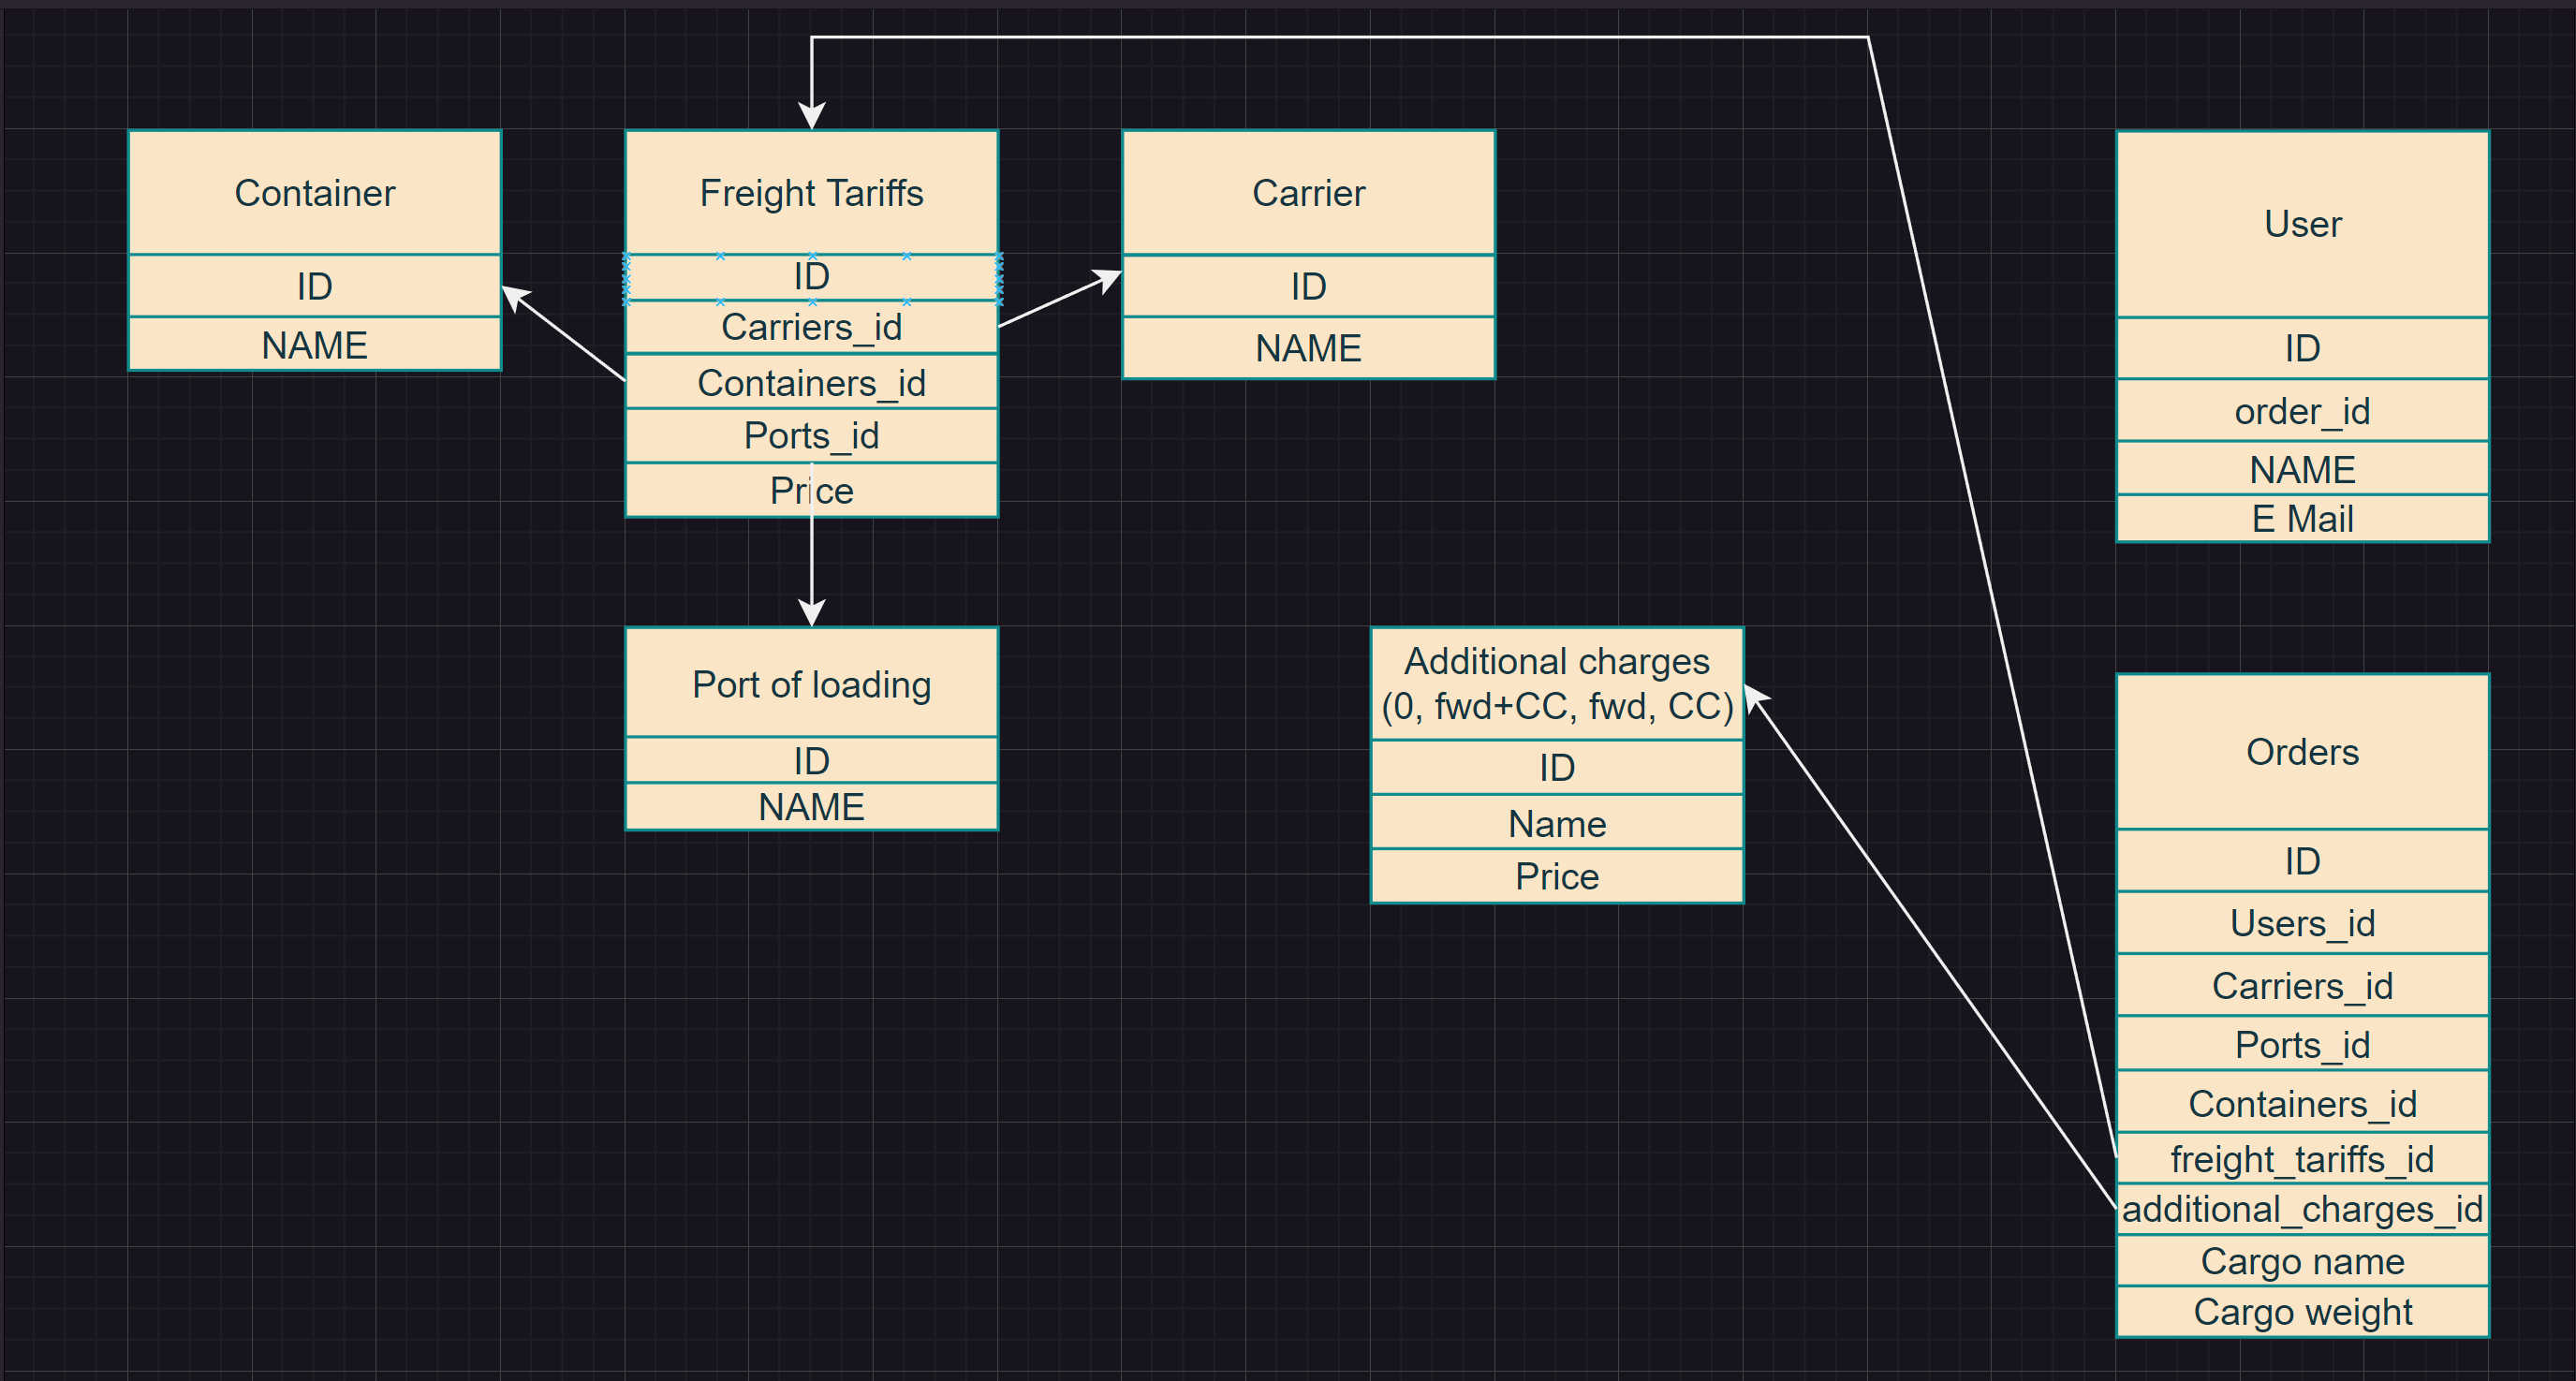 Container
ID
NAME
Freight Tariffs
ID
Carriers_id
Containers_id
Ports_id
Price
Carrier
ID
NAME
User
ID
order_id
NAME
E Mail
Port of loading
ID
NAME
Additional charges
(0, fwd+CC, fwd, CC)
ID
Name
Price
Orders
ID
Users_id
Carriers_id
Ports_id
Containers_id
freight_tariffs_id
additional_charges_id
Cargo name
Cargo weight